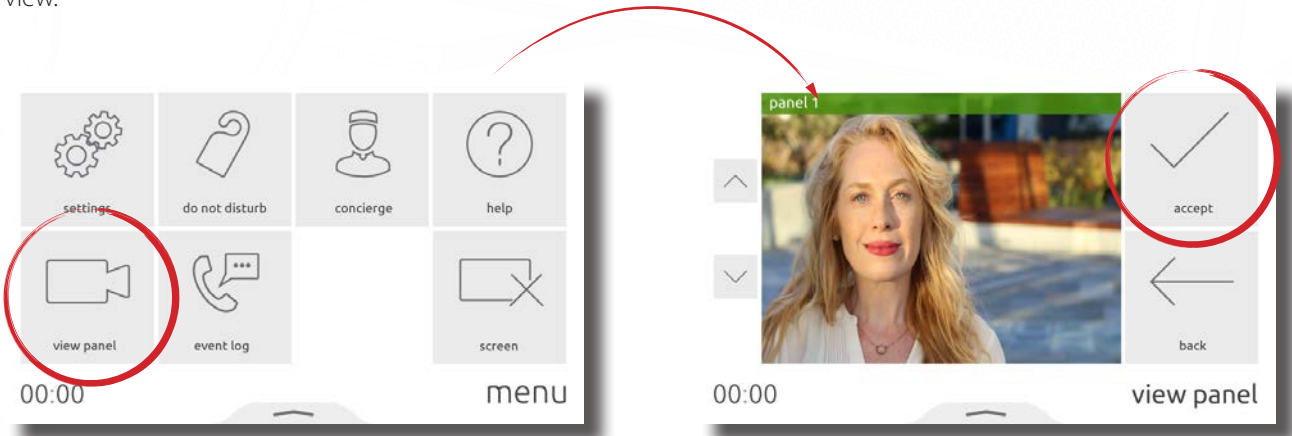 view.
settings
do not disturb
concierge
help
view panel
event log
screen
00:00
menu
panel 1
accept
back
00:00
view panel